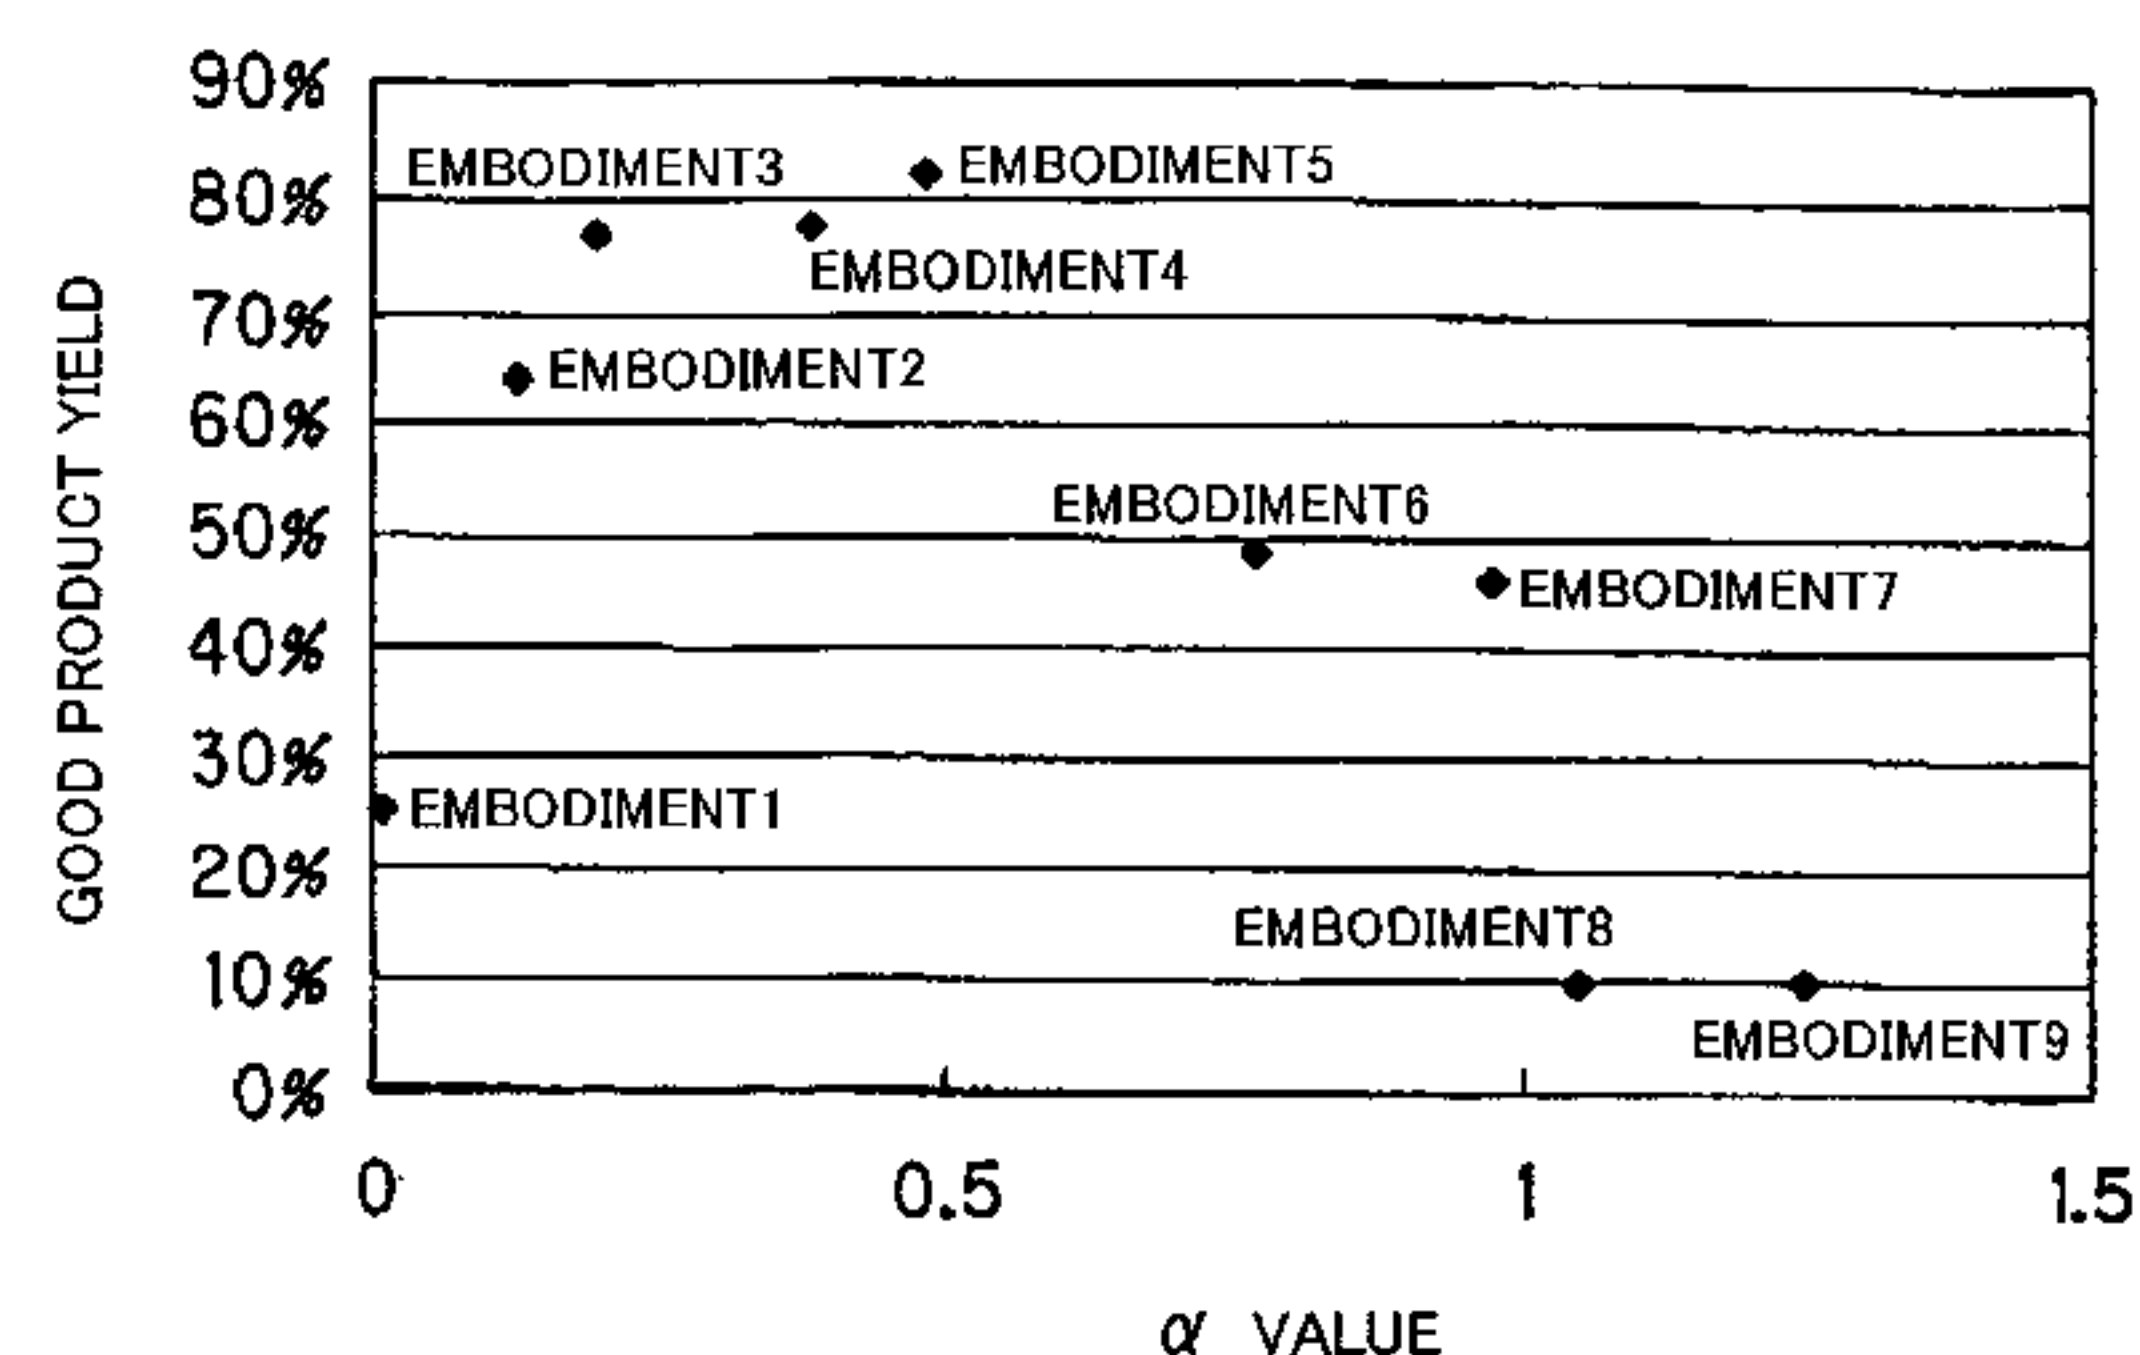 90%
EMBODIMENT3
EMBODIMENT5
80%
EMBODIMENT4
70%
EMBODIMENT2
60%
EMBODIMENT6
50%
EMBODIMENT7
40%
30%
EMBODIMENT1
20%
EMBODIMENT8
10%
EMBODIMENT9
0%
GOOD PRODUCT YIELD
0 0.5 1 1.5
α VALUE